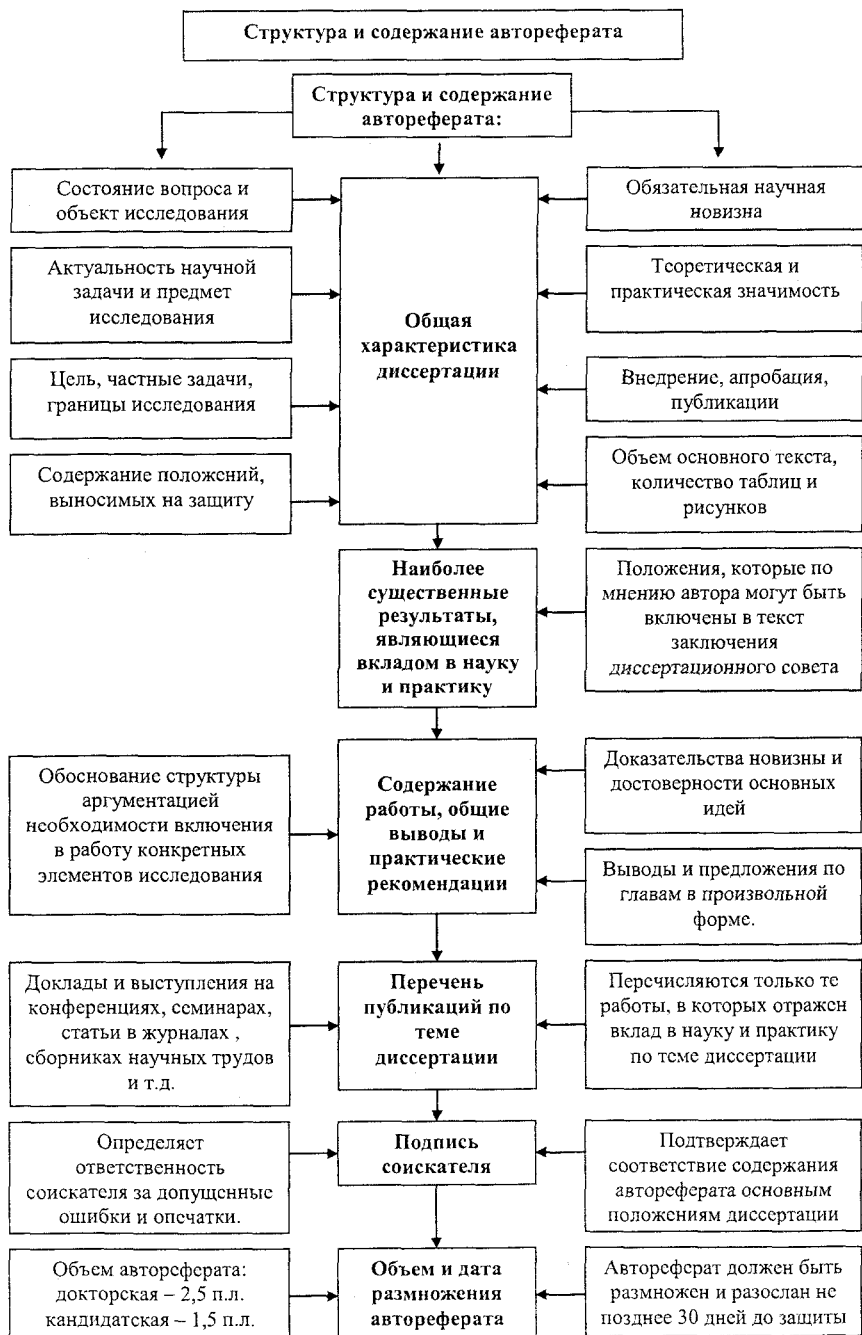 Структура и содержание автореферата
Структура и содержание
автореферата:
Состояние вопроса и
объект исследования
Обязательная научная
новизна
Актуальность научной
задачи и предмет
исследования
Теоретическая и
практическая значимость
Общая
характеристика
диссертации
Цель, частные задачи,
границы исследования
Внедрение, апробация,
публикации
Содержание положений,
выносимых на защиту
Объем основного текста,
количество таблиц и
рисунков
Наиболее
существенные
результаты,
являющиеся
вкладом в науку
и практику
Положения, которые по
мнению автора могут быть
включены в текст
заключения
диссертационного совета
Обоснование структуры
аргументацией
необходимости включения
в работу конкретных
элементов исследования
Содержание
работы, общие
выводы и
практические
рекомендации
Доказательства новизны и
достоверности основных
идей
Выводы и предложения по
главам в произвольной
форме.
Доклады и выступления на
конференциях, семинарах,
статьи в журналах ,
сборниках научных трудов
и т.д.
Перечень
публикаций по
теме
диссертации
Перечисляются только те
работы, в которых отражен
вклад в науку и практику
по теме диссертации
Определяет
ответственность
соискателя за допущенные
ошибки и опечатки.
Подпись
соискателя
Подтверждает
соответствие содержания
автореферата основным
положениям диссертации
Объем автореферата:
докторская – 2,5 п.л.
кандидатская – 1,5 п.л.
Объем и дата
размножения
автореферата
Автореферат должен быть
размножен и разослан не
позднее 30 дней до защиты